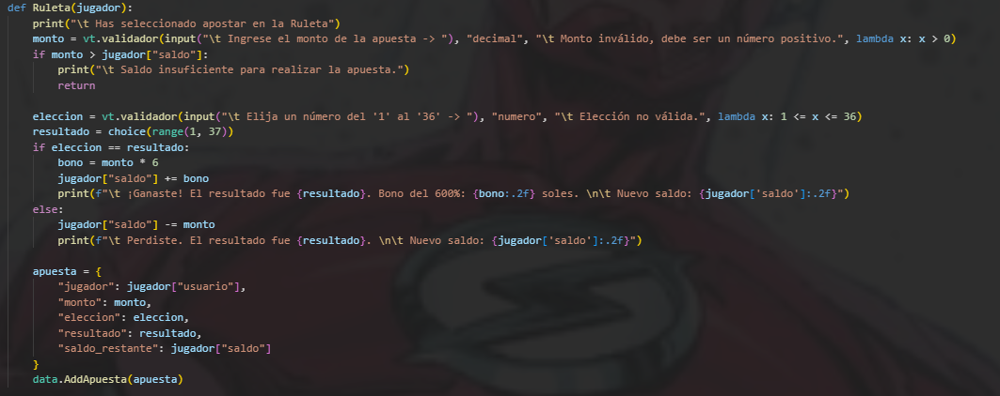 def Ruleta(jugador):
    print("\t Has seleccionado apostar en la Ruleta")
    monto = vt.validador(input("\t Ingrese el monto de la apuesta -> "), "decimal", "\t Monto inválido, debe ser un número positivo.", lambda x: x > 0)
    if monto > jugador["saldo"]:
        print("\t Saldo insuficiente para realizar la apuesta.")
        return

    eleccion = vt.validador(input("\t Elija un número del '1' al '36' -> "), "numero", "\t Elección no válida.", lambda x: 1 <= x <= 36)
    resultado = choice(range(1, 37))
    if eleccion == resultado:
        bono = monto * 6
        jugador["saldo"] += bono
        print(f"\t ¡Ganaste! El resultado fue {resultado}. Bono del 600%: {bono:.2f} soles. \n\t Nuevo saldo: {jugador['saldo']:.2f}")
    else:
        jugador["saldo"] -= monto
        print(f"\t Perdiste. El resultado fue {resultado}. \n\t Nuevo saldo: {jugador['saldo']:.2f}")

    apuesta = {
        "jugador": jugador["usuario"],
        "monto": monto,
        "eleccion": eleccion,
        "resultado": resultado,
        "saldo_restante": jugador["saldo"]
    }
    data.AddApuesta(apuesta)